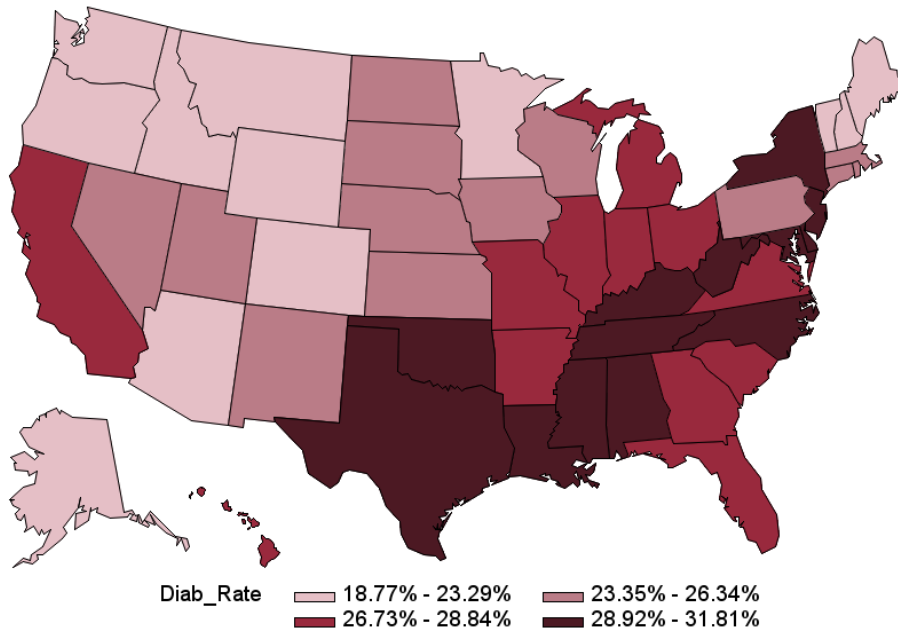 Diab_Rate 18.77% - 23.29% 23.35% - 26.34%
26.73% - 28.84% 28.92% - 31.81%